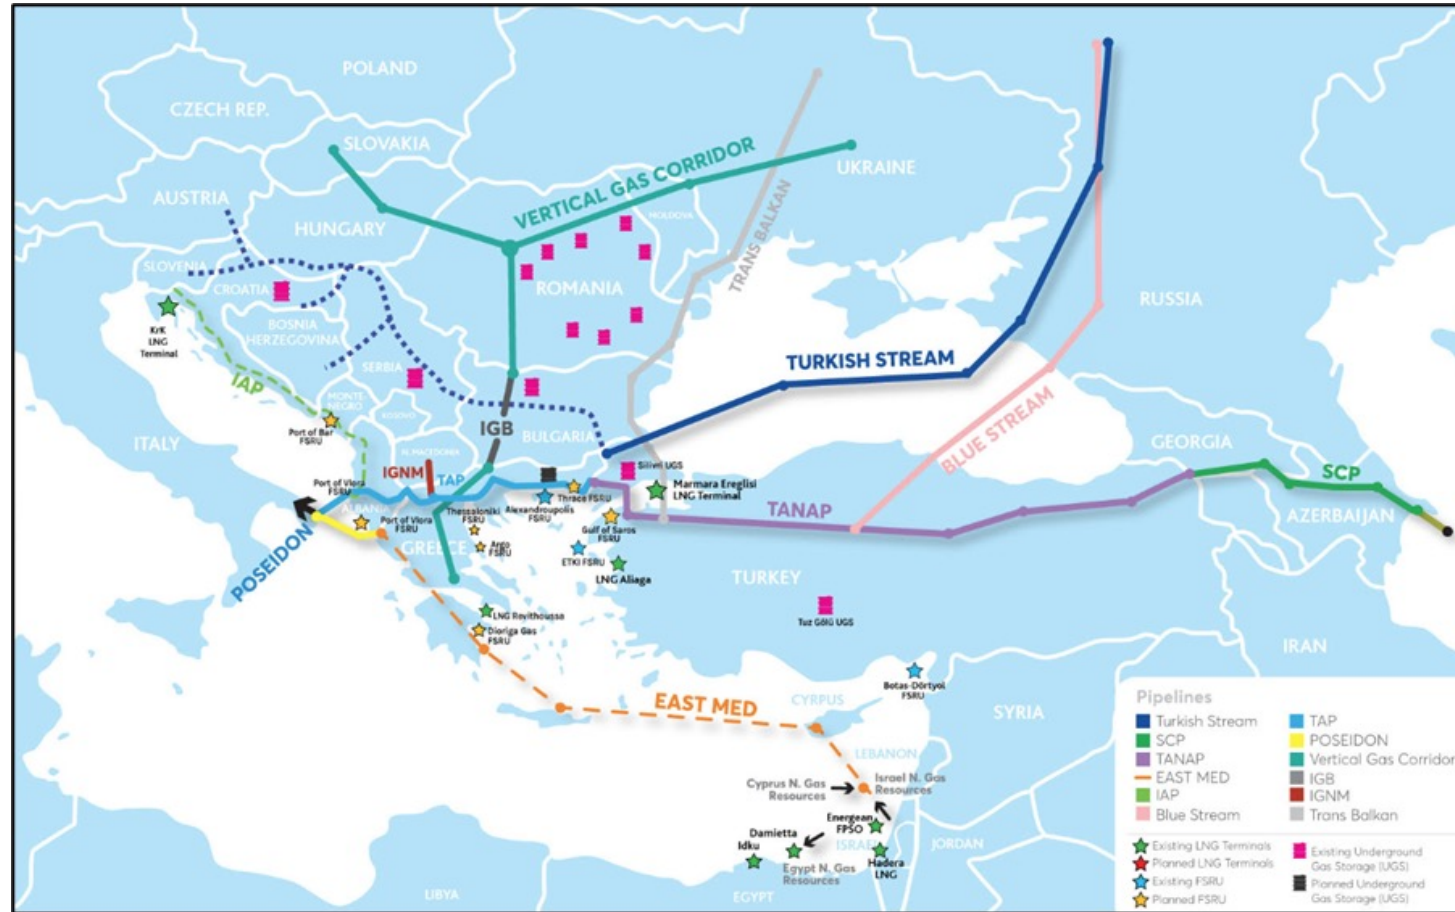 POLAND
CZECH REP.
SLOVAKIA
UKRAINE
VERTICAL GAS CORRIDOR
AUSTRIA
HUNGARY
MOLDOVA
TRANS BALKAN
SLOVENIA
CROATIA
ROMANIA
RUSSIA
BOSNIA
HERZEGOVINA
KrK
LNG
Terminal
SERBIA
TURKISH STREAM
IAP
MONTE-
NEGRO
KOSOVO
BLUE STREAM
ITALY
Port of Bar
FSRU
IGB
BULGARIA
GEORGIA
N. MACEDONIA
IGNM
TAP
Silivri UGS
SCP
Port of Vlora
FSRU
Thrace FSRU
Marmara Ereglisi
LNG Terminal
TANAP
AZERBAIJAN
ALBANIA
Port of Vlora
FSRU
Thessaloniki
FSRU
Alexandroupolis
FSRU
Gulf of Saros
FSRU
POSEIDON
GREECE
Argo
FSRU
ETKI FSRU
LNG Aliaga
TURKEY
LNG Revithoussa
Dioriga Gas
FSRU
Tuz Gölü UGS
IRAN
EAST MED
CYRPUS
Botas-Dörtyol
FSRU
SYRIA
LEBANON
Cyprus N. Gas
Resources
Israel N. Gas
Resources
Energean
FPSO
Damietta
Idku
ISRAEL
Hadera
LNG
JORDAN
Egypt N. Gas
Resources
LIBYA
EGYPT
Pipelines
Turkish Stream
SCP
TANAP
EAST MED
IAP
Blue Stream
TAP
POSEIDON
Vertical Gas Corridor
IGB
IGNM
Trans Balkan
Existing LNG Terminals
Planned LNG Terminals
Existing FSRU
Planned FSRU
Existing Underground
Gas Storage (UGS)
Planned Underground
Gas Storage (UGS)